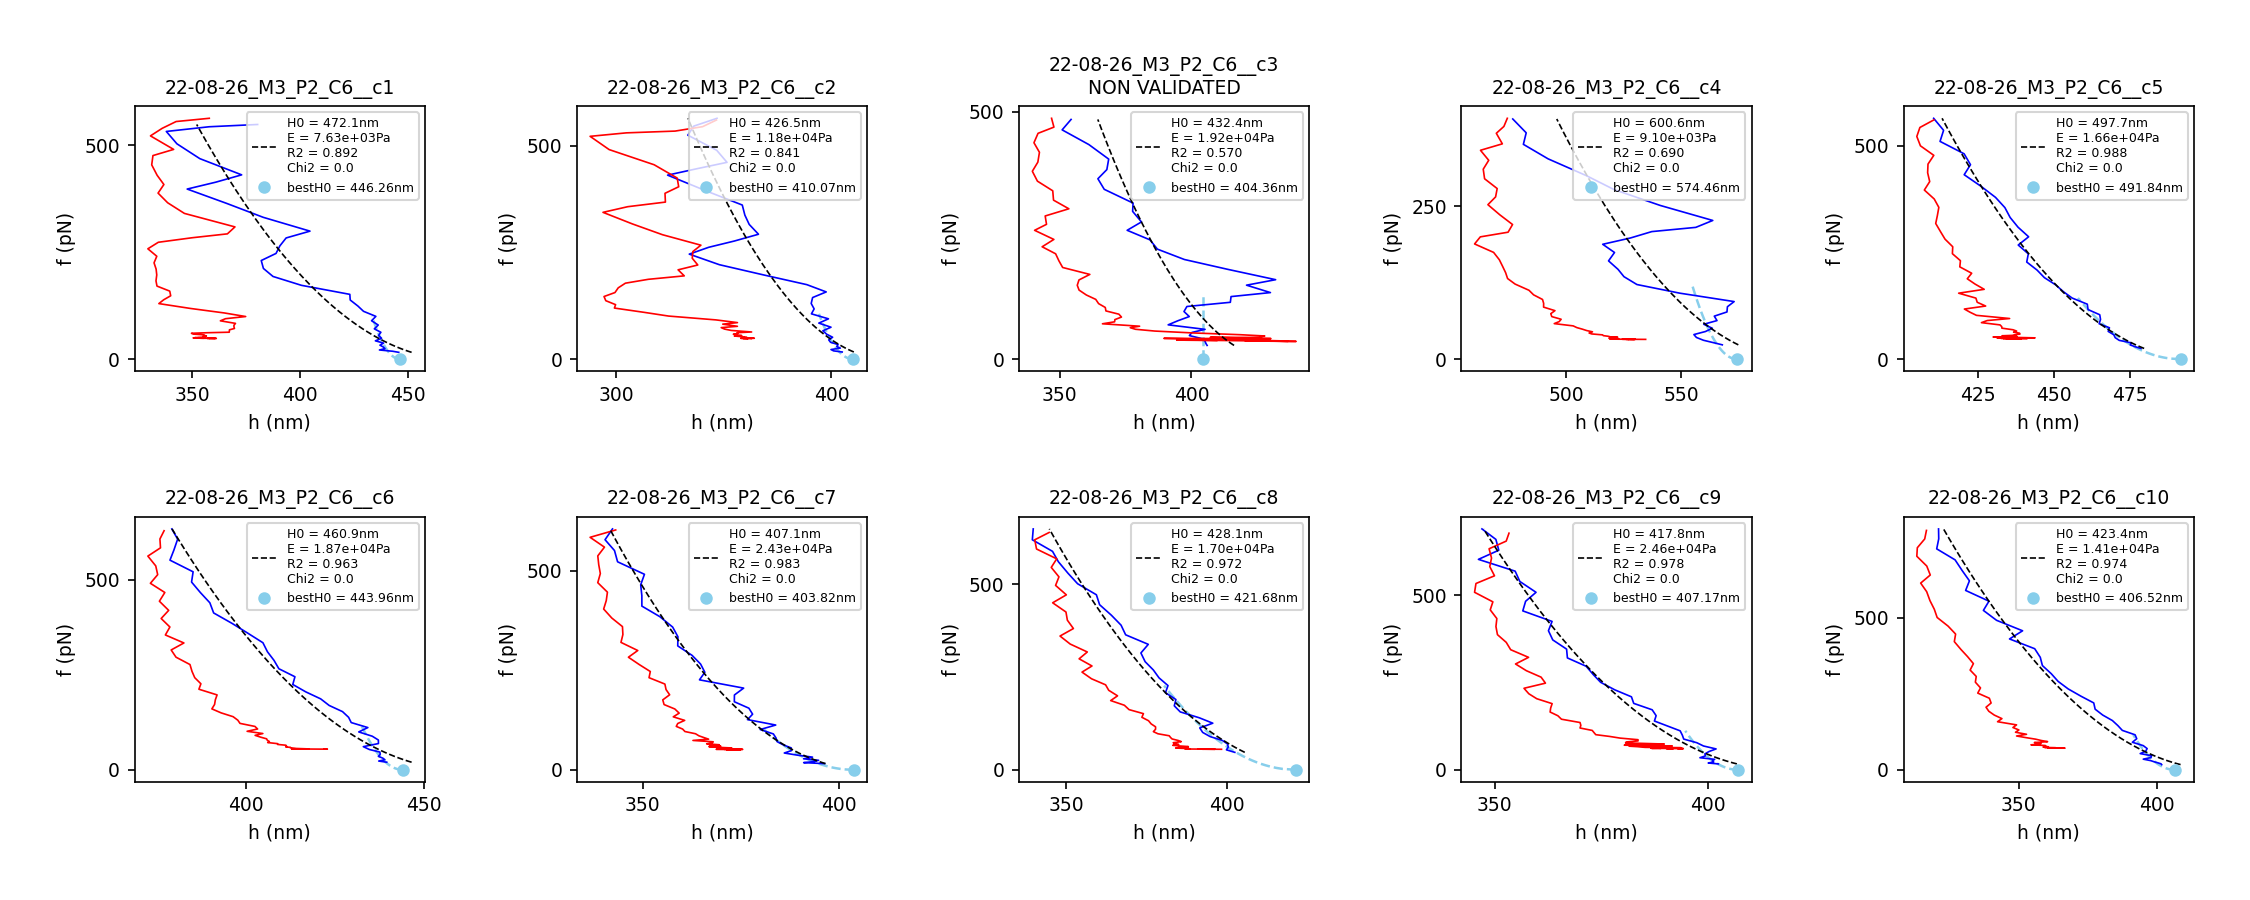 22-08-26_M3_P2_C6__c1
500
0
350
400
450
f (pN)
h (nm)
H0 = 472.1nm
E = 7.63e+03Pa
R2 = 0.892
Chi2 = 0.0
bestH0 = 446.26nm
22-08-26_M3_P2_C6__c2
500
0
300
400
f (pN)
h (nm)
H0 = 426.5nm
E = 1.18e+04Pa
R2 = 0.841
Chi2 = 0.0
bestH0 = 410.07nm
22-08-26_M3_P2_C6__c3
NON VALIDATED
500
0
350
400
f (pN)
h (nm)
H0 = 432.4nm
E = 1.92e+04Pa
R2 = 0.570
Chi2 = 0.0
bestH0 = 404.36nm
22-08-26_M3_P2_C6__c4
250
0
500
550
f (pN)
h (nm)
H0 = 600.6nm
E = 9.10e+03Pa
R2 = 0.690
Chi2 = 0.0
bestH0 = 574.46nm
22-08-26_M3_P2_C6__c5
500
0
425
450
475
f (pN)
h (nm)
H0 = 497.7nm
E = 1.66e+04Pa
R2 = 0.988
Chi2 = 0.0
bestH0 = 491.84nm
22-08-26_M3_P2_C6__c6
500
0
400
450
f (pN)
h (nm)
H0 = 460.9nm
E = 1.87e+04Pa
R2 = 0.963
Chi2 = 0.0
bestH0 = 443.96nm
22-08-26_M3_P2_C6__c7
500
0
350
400
f (pN)
h (nm)
H0 = 407.1nm
E = 2.43e+04Pa
R2 = 0.983
Chi2 = 0.0
bestH0 = 403.82nm
22-08-26_M3_P2_C6__c8
500
0
350
400
f (pN)
h (nm)
H0 = 428.1nm
E = 1.70e+04Pa
R2 = 0.972
Chi2 = 0.0
bestH0 = 421.68nm
22-08-26_M3_P2_C6__c9
500
0
350
400
f (pN)
h (nm)
H0 = 417.8nm
E = 2.46e+04Pa
R2 = 0.978
Chi2 = 0.0
bestH0 = 407.17nm
22-08-26_M3_P2_C6__c10
500
0
350
400
f (pN)
h (nm)
H0 = 423.4nm
E = 1.41e+04Pa
R2 = 0.974
Chi2 = 0.0
bestH0 = 406.52nm